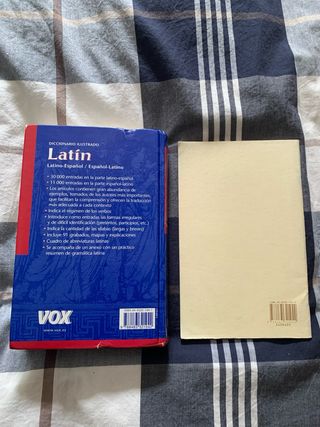 DICCIONARIO ILUSTRADO
Latín
Latino-Español / Español-Latino
• 30 000 entradas en la parte latino-español
• 15 000 entradas en la parte español-latino
• Los artículos contienen gran abundancia de
ejemplos, tomados de los autores más importantes,
que facilitan la comprensión y ofrecen la traducción
más adecuada a cada contexto
• Indica el régimen de los verbos
• Introduce como entradas las formas irregulares
y de difícil identificación (pretéritos, participios, etc.)
• Indica la cantidad de las sílabas (largas y breves)
• Incluye 91 grabados, mapas y explicaciones
• Cuadro de abreviaturas latinas
• Se acompaña de un anexo con un práctico
resumen de gramática latina
VOX
www.vox.es